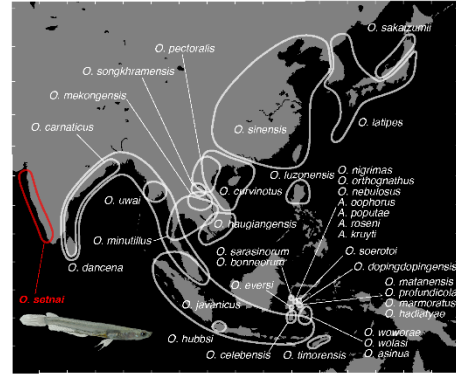 O. sakaizumii
O. pectoralis
O. songkhramensis
O. mekongensis
O. carnaticus
O. sinensis
O. latipes
O. luzonensis
O. curvinotus
O. uwai
O. haugiangensis
O. minutillus
O. nigrimas
O. orthognathus
O. nebulosus
A. oophorus
A. poputae
A. roseni
A. kruyti
O. sarasinorum
O. bonneorum
O. soerotoi
O. dopingdopingensis
O. dancena
O. setnai
O. eversi
O. javanicus
O. matanensis
O. profundicola
O. marmoratus
O. hadiatyae
O. hubbsi
O. celebensis
O. timorensis
O. woworae
O. wolasi
O. asinua